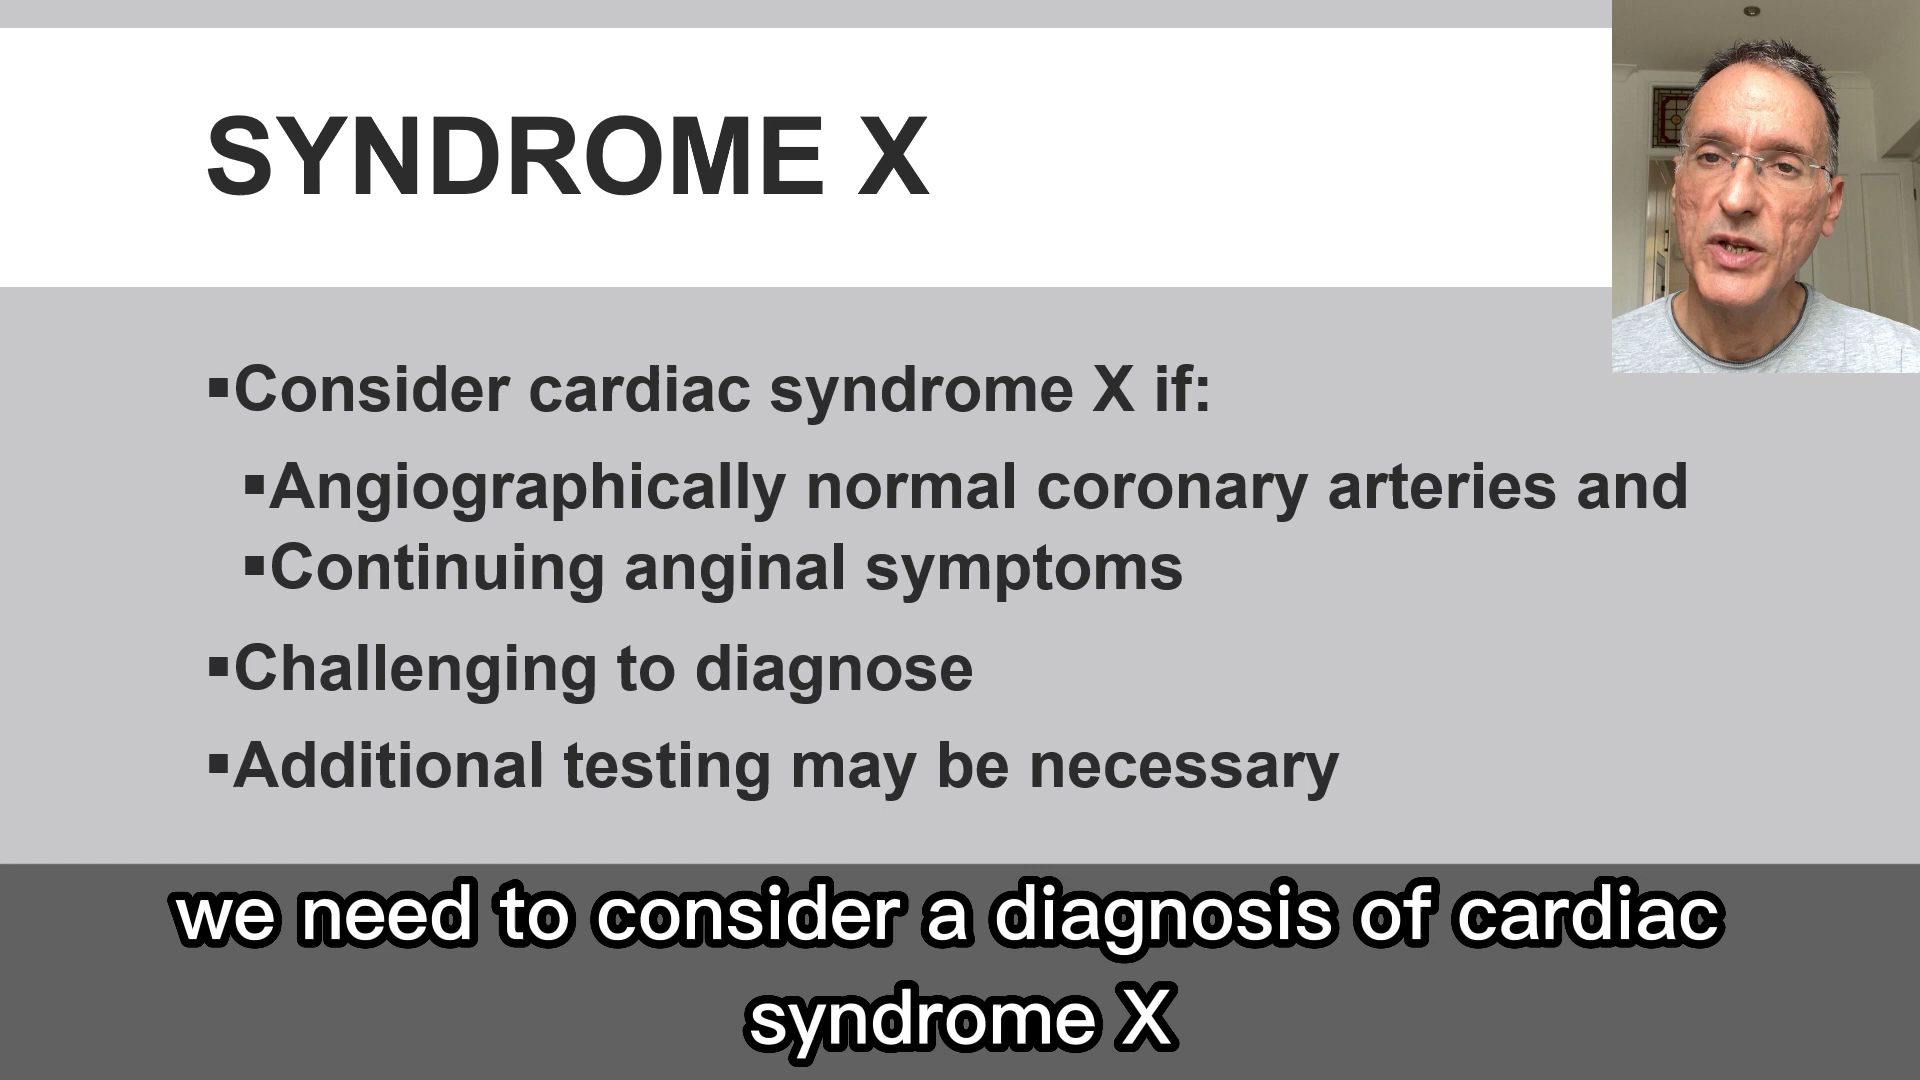 SYNDROME X
▪Consider cardiac syndrome X if:
▪Angiographically normal coronary arteries and
▪Continuing anginal symptoms
▪Challenging to diagnose
▪Additional testing may be necessary
we need to consider a diagnosis of cardiac
syndrome X